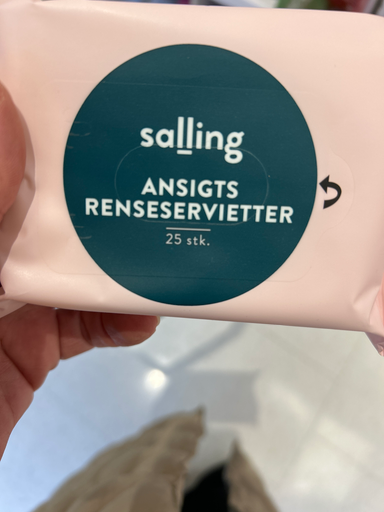 salling
ANSIGTS
RENSESERVIETTER
25 stk.